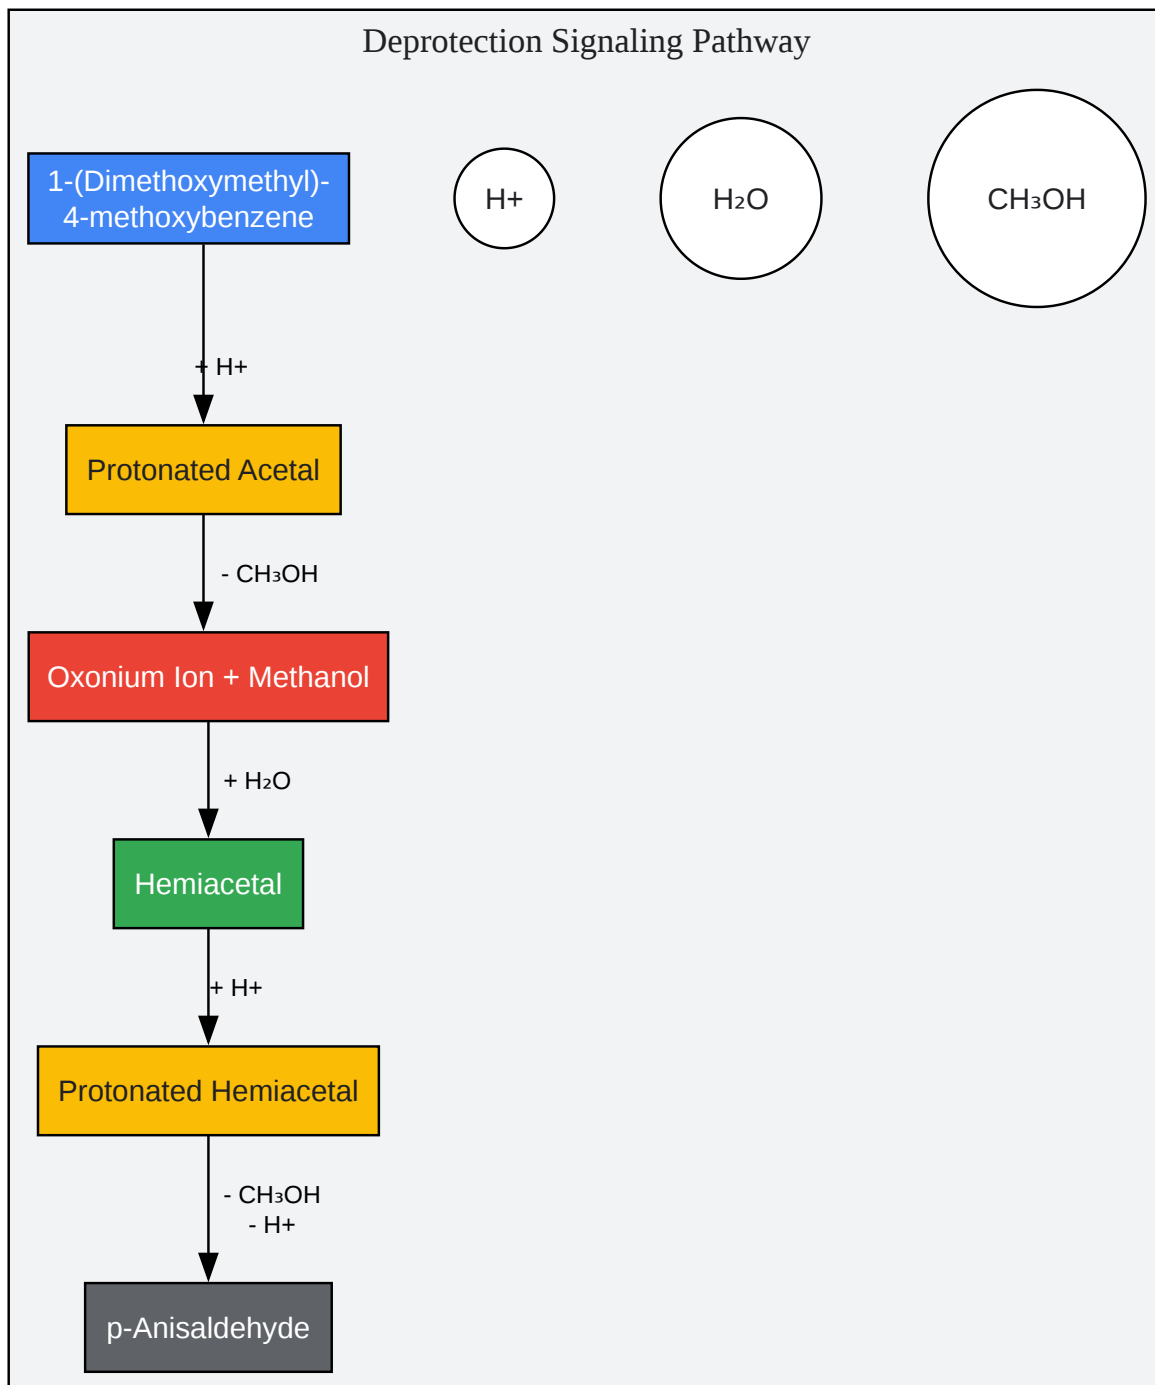 Deprotection Signaling Pathway
1-(Dimethoxymethyl)-
4-methoxybenzene
H+
H₂O
CH₃OH
+ H+
Protonated Acetal
- CH₃OH
Oxonium Ion + Methanol
+ H₂O
Hemiacetal
+ H+
Protonated Hemiacetal
- CH₃OH
- H+
p-Anisaldehyde